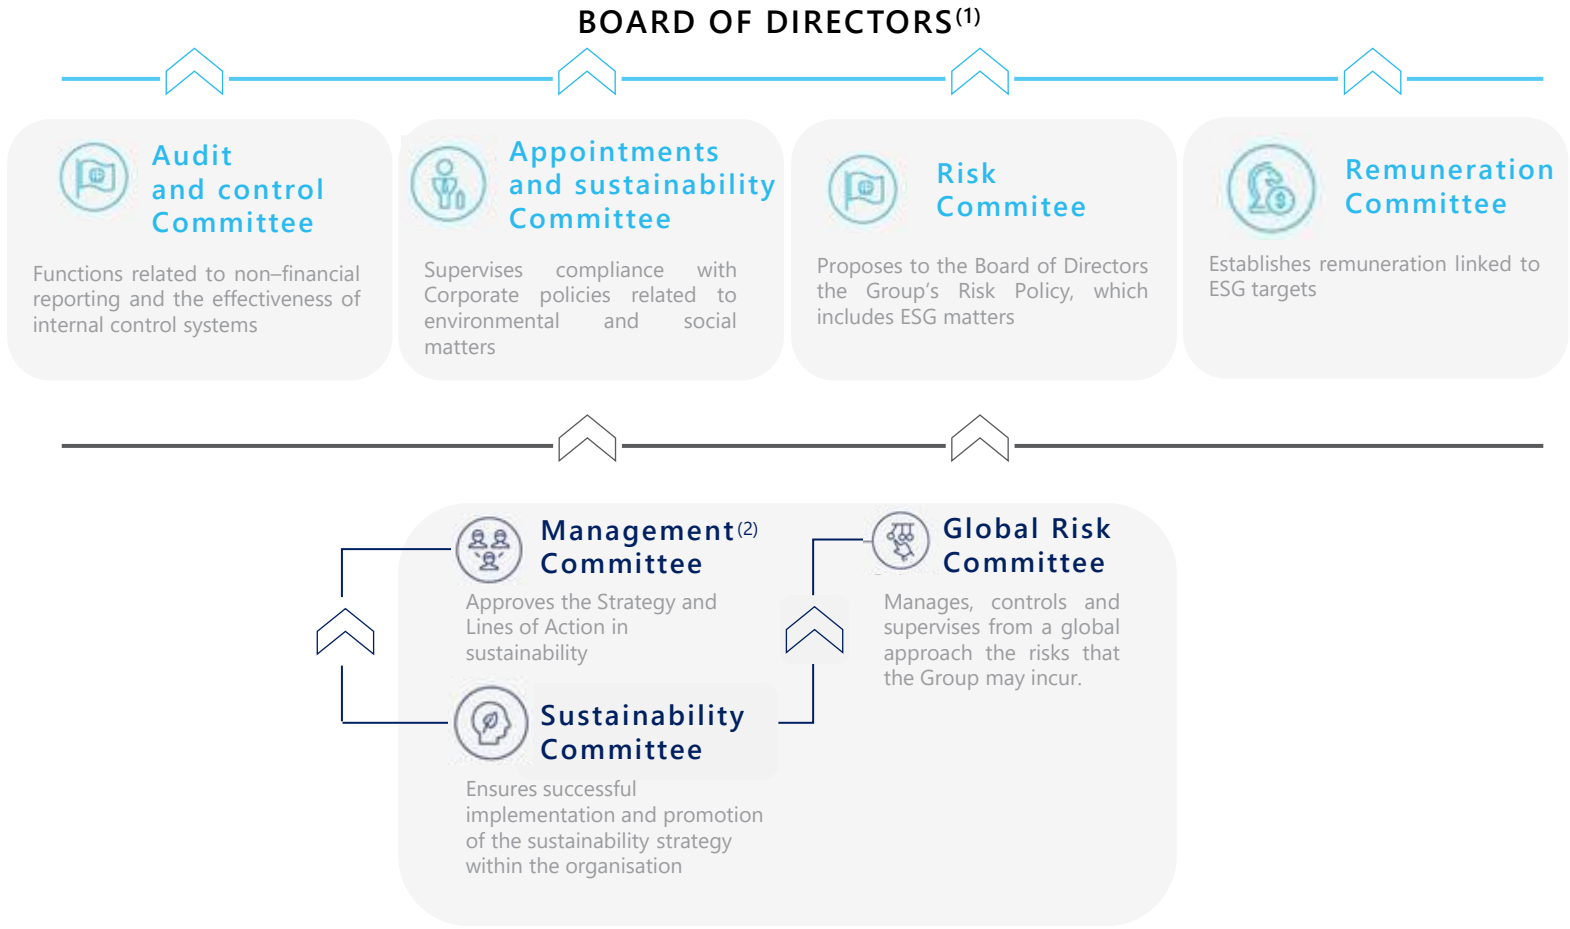 BOARD OF DIRECTORS(1)
Audit
and control
Committee
Functions related to non–financial
reporting and the effectiveness of
internal control systems
Appointments
and sustainability
Committee
Supervises compliance with
Corporate policies related to
environmental and social
matters
Risk
Commitee
Proposes to the Board of Directors
the Group's Risk Policy, which
includes ESG matters
Remuneration
Committee
Establishes remuneration linked to
ESG targets
Management(2)
Committee
Approves the Strategy and
Lines of Action in
sustainability
Sustainability
Committee
Ensures successful
implementation and promotion
of the sustainability strategy
within the organisation
Global Risk
Committee
Manages, controls and
supervises from a global
approach the risks that
the Group may incur.